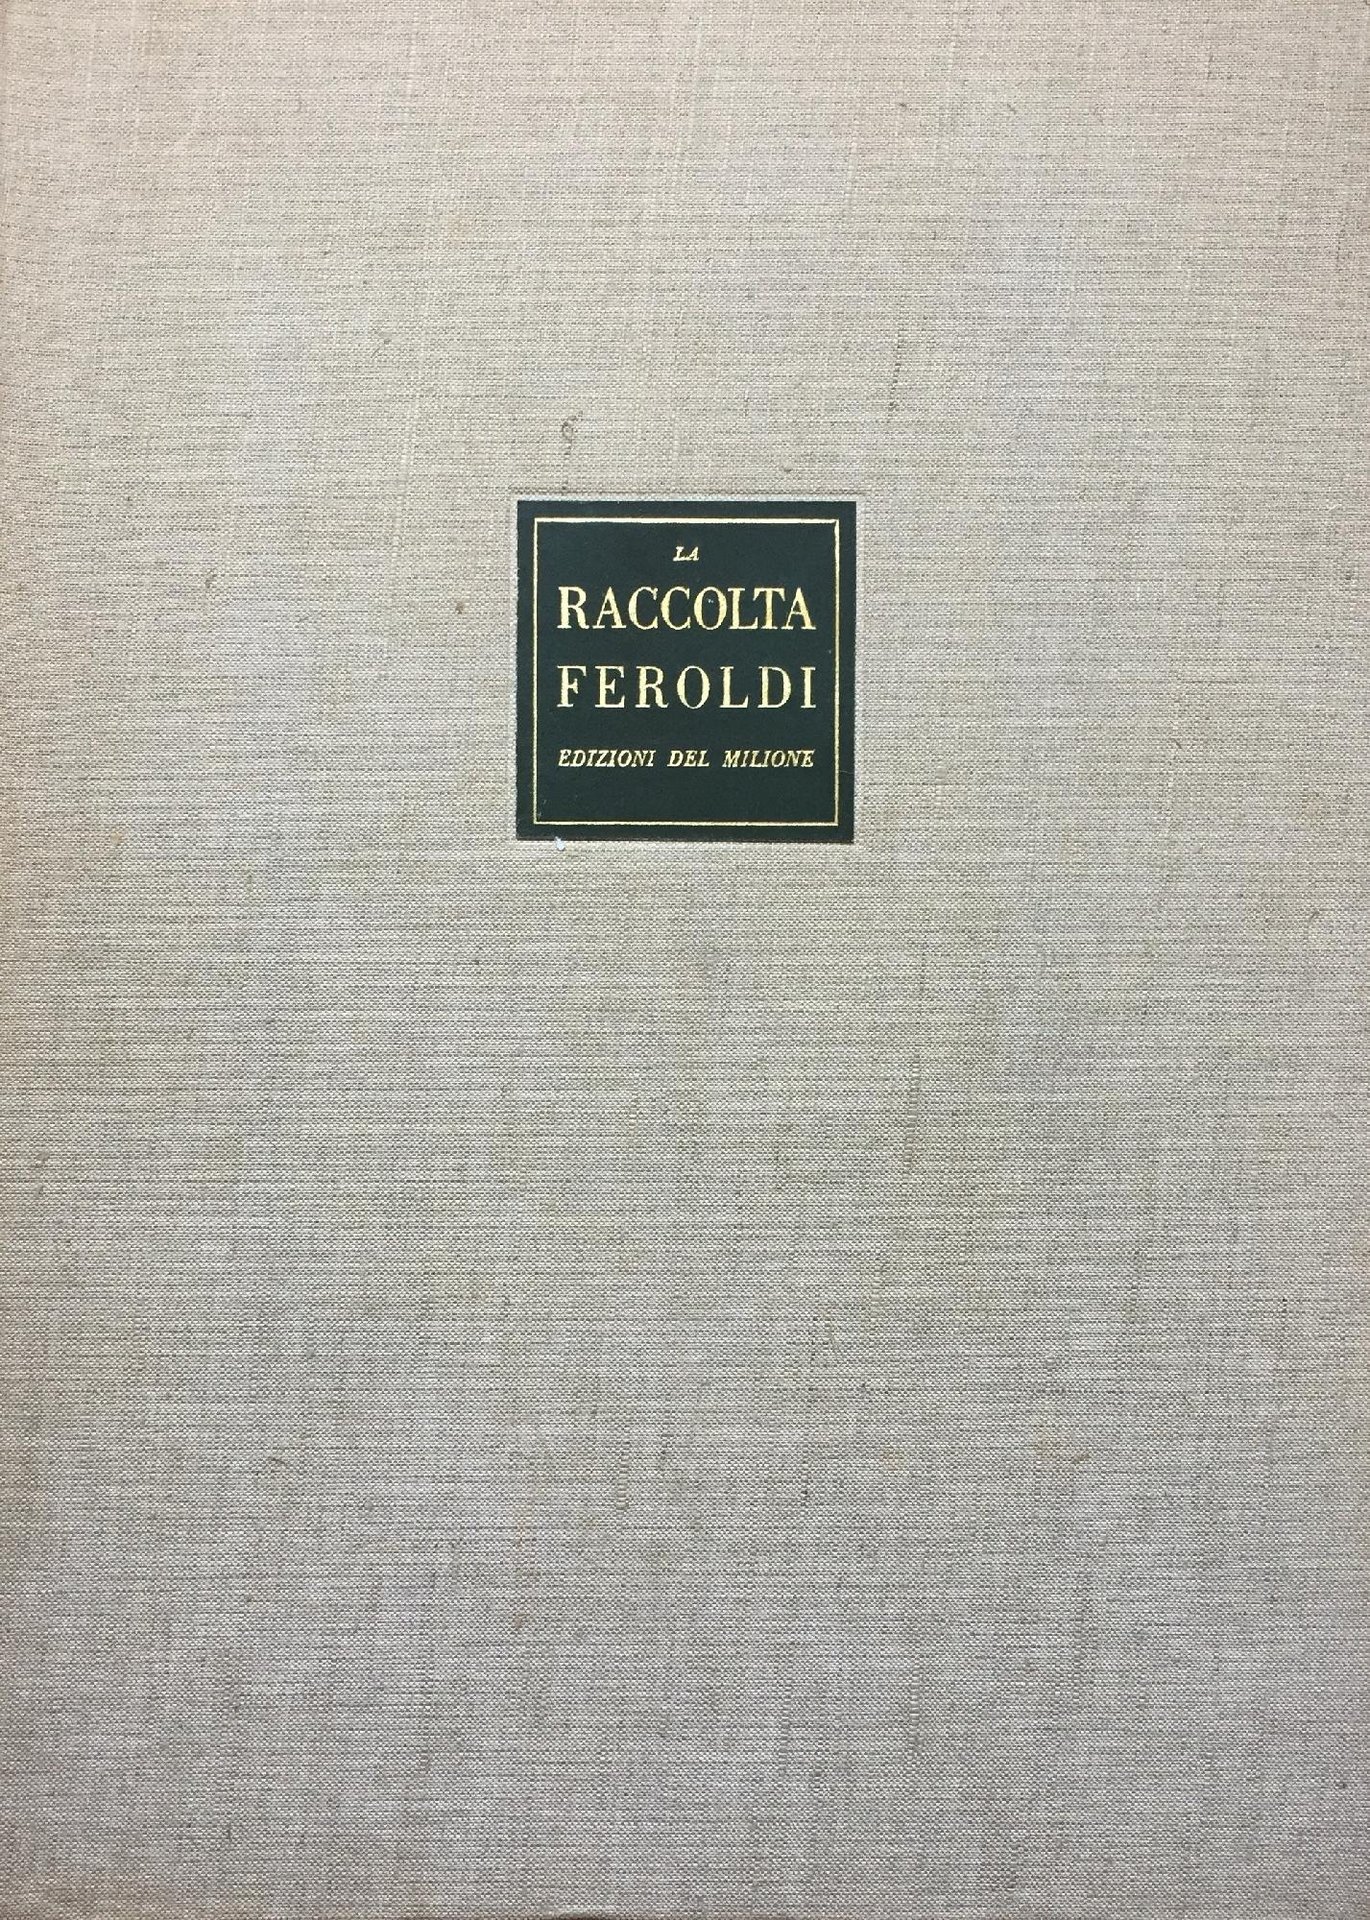 LA
RACCOLTA
FEROLDI
EDIZIONI DEL MILIONE